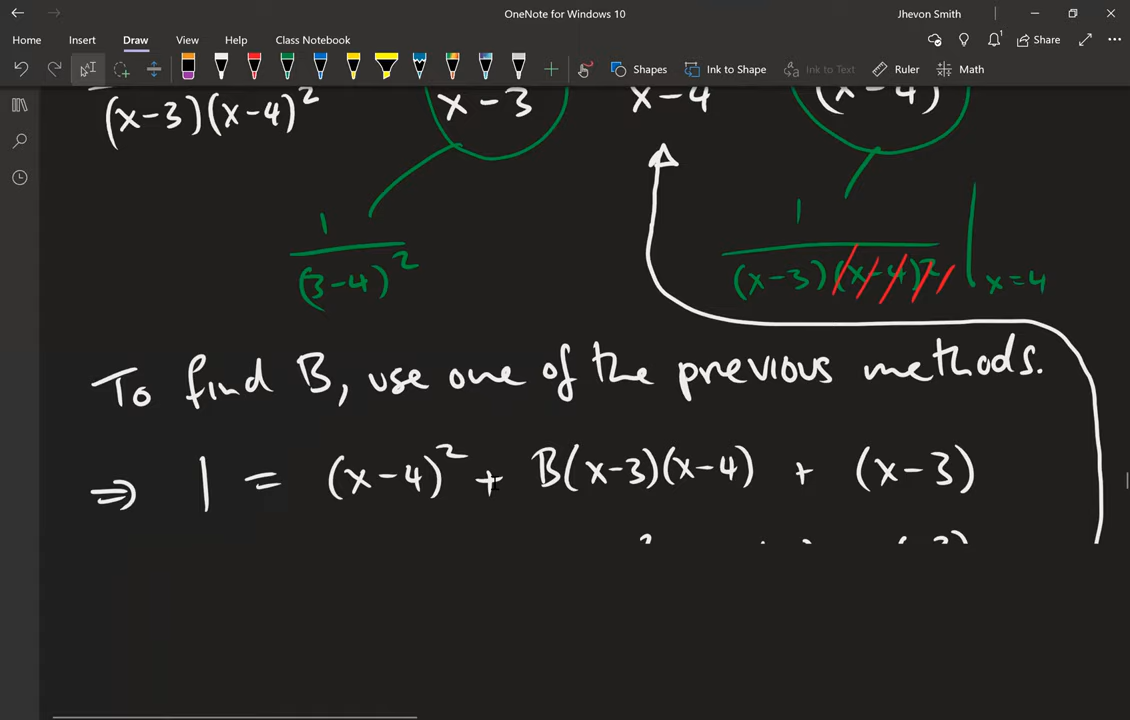 OneNote for Windows 10
Jhevon Smith
Home Insert Draw View Help Class Notebook
Share
Shapes Ink to Shape Ink to Text Ruler Math
(x-3)(x-4)²
x-3
x-4
(x-4)
1
(3-4)²
1
(x-3)(x-4)² x=4
To find B, use one of the previous methods.
⇒ 1 = (x-4)² + B(x-3)(x-4) + (x-3)